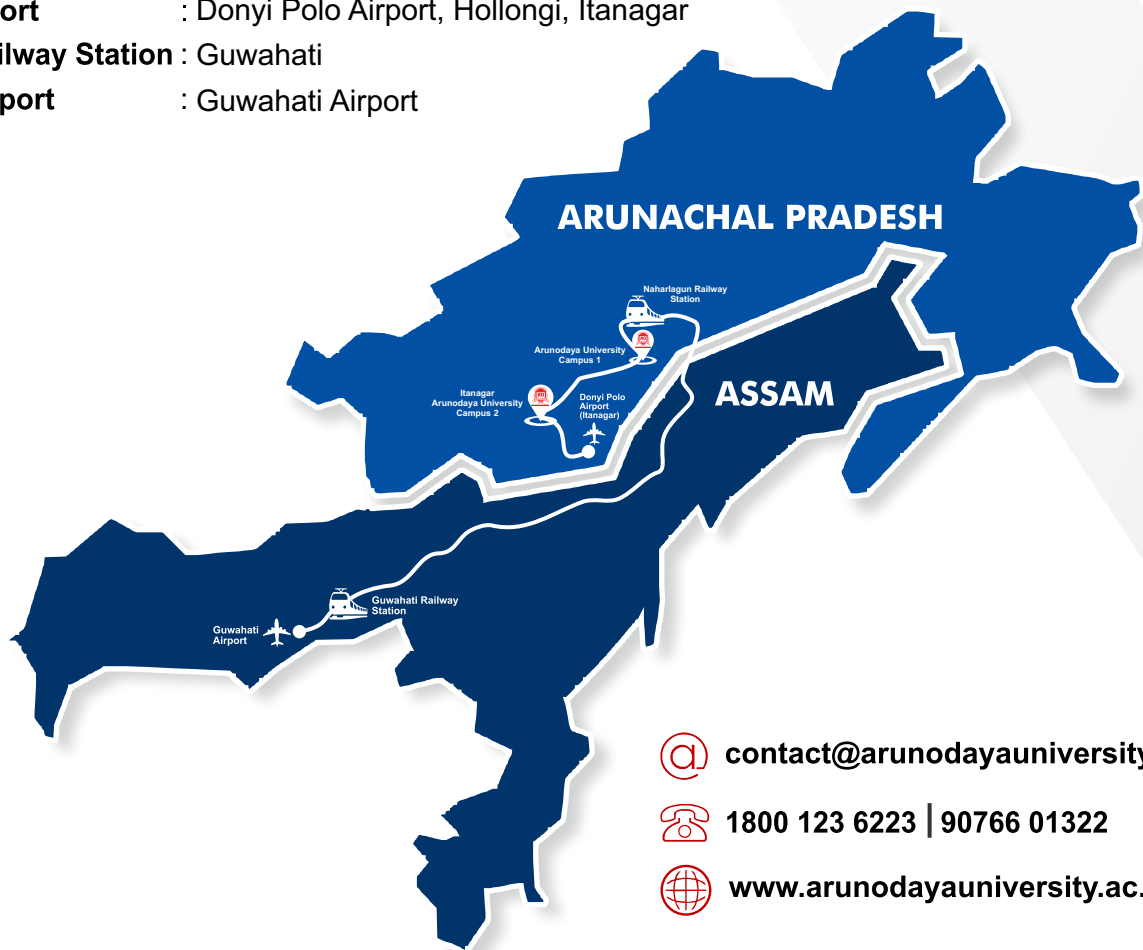 ort : Donyi Polo Airport, Hollongi, Itanagar
ilway Station : Guwahati
port : Guwahati Airport
ARUNACHAL PRADESH
Naharlagun Railway
Station
Arunodaya University
Campus 1
Itanagar
Arunodaya University
Campus 2
Donyi Polo
Airport
(Itanagar)
ASSAM
Guwahati Railway
Station
Guwahati
Airport
contact@arunodayauniversity
1800 123 6223 | 90766 01322
www.arunodayauniversity.ac.